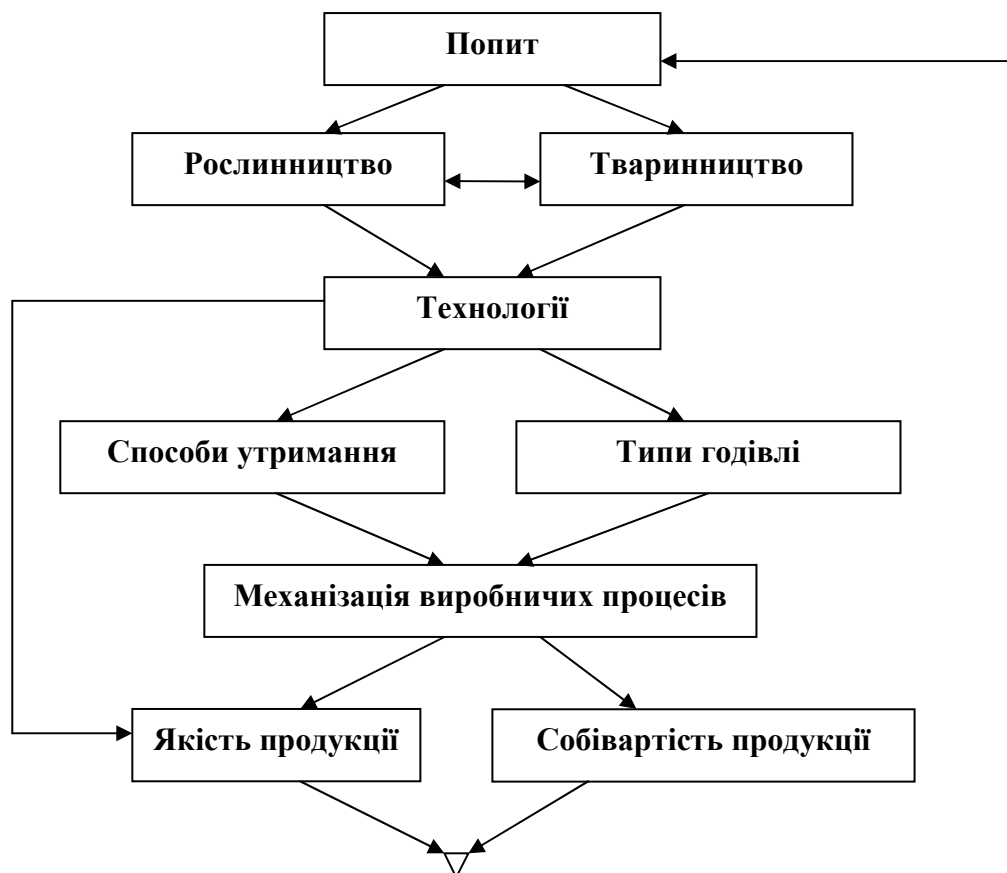 Попит
Рослинництво
Тваринництво
Технології
Способи утримання
Типи годівлі
Механізація виробничих процесів
Якість продукції
Собівартість продукції